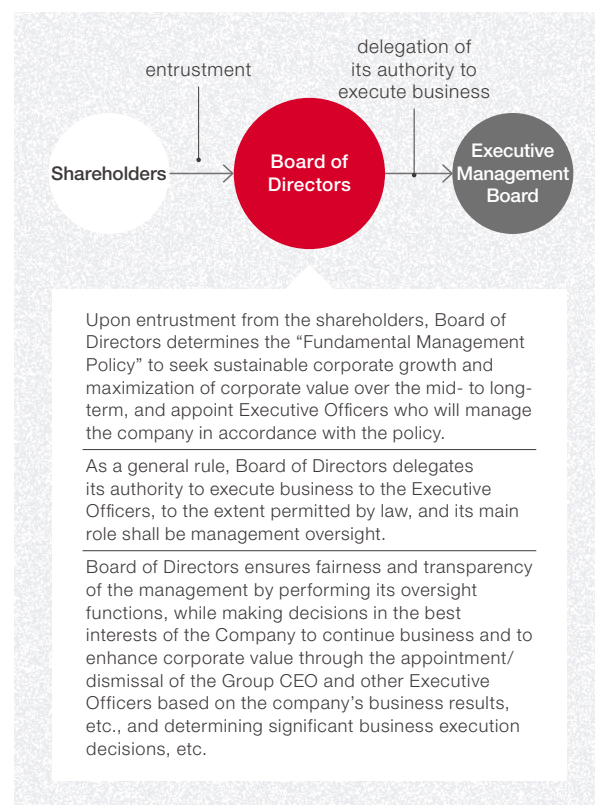 entrustment
delegation of
its authority to
execute business
Shareholders
Board of
Directors
Executive
Management
Board
Upon entrustment from the shareholders, Board of
Directors determines the “Fundamental Management
Policy” to seek sustainable corporate growth and
maximization of corporate value over the mid- to long-
term, and appoint Executive Officers who will manage
the company in accordance with the policy.
As a general rule, Board of Directors delegates
its authority to execute business to the Executive
Officers, to the extent permitted by law, and its main
role shall be management oversight.
Board of Directors ensures fairness and transparency
of the management by performing its oversight
functions, while making decisions in the best
interests of the Company to continue business and to
enhance corporate value through the appointment/
dismissal of the Group CEO and other Executive
Officers based on the company’s business results,
etc., and determining significant business execution
decisions, etc.